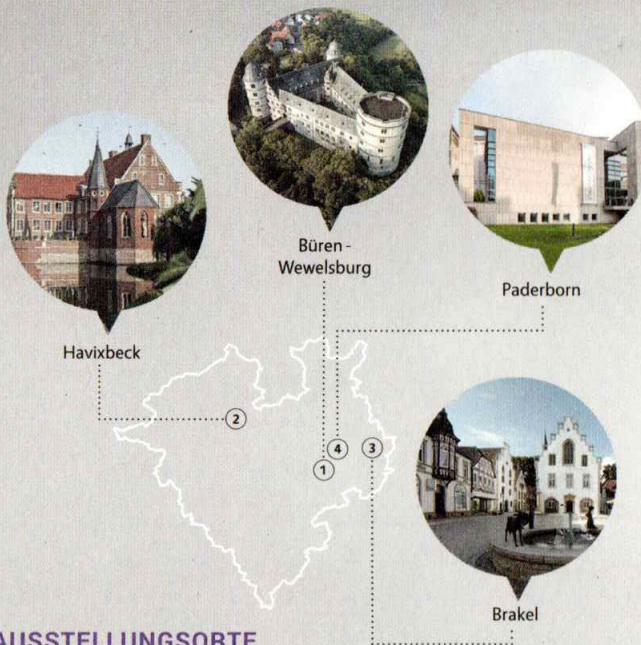 Büren -
Wewelsburg
Paderborn
Havixbeck
2
4
3
1
Brakel
AUSSTELLUNGSORTE